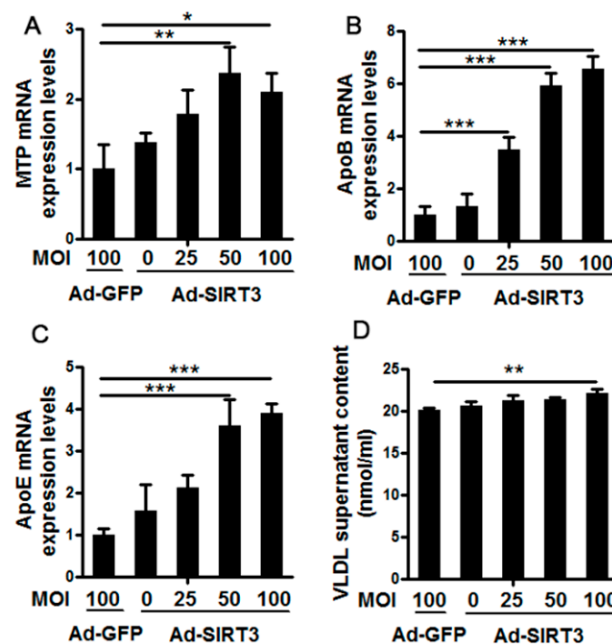 A
MTP mRNA
expression levels
3
2
1
0
*
**
MOI 100 0 25 50 100
Ad-GFP Ad-SIRT3
B
ApoB mRNA
expression levels
8
6
4
2
0
***
***
***
MOI 100 0 25 50 100
Ad-GFP Ad-SIRT3
C
ApoE mRNA
expression levels
5
4
2
1
0
***
***
MOI 100 0 25 50 100
Ad-GFP Ad-SIRT3
D
VLDL supernatant content
(nmol/ml)
25
20
15
10
5
0
**
MOI 100 0 25 50 100
Ad-GFP Ad-SIRT3